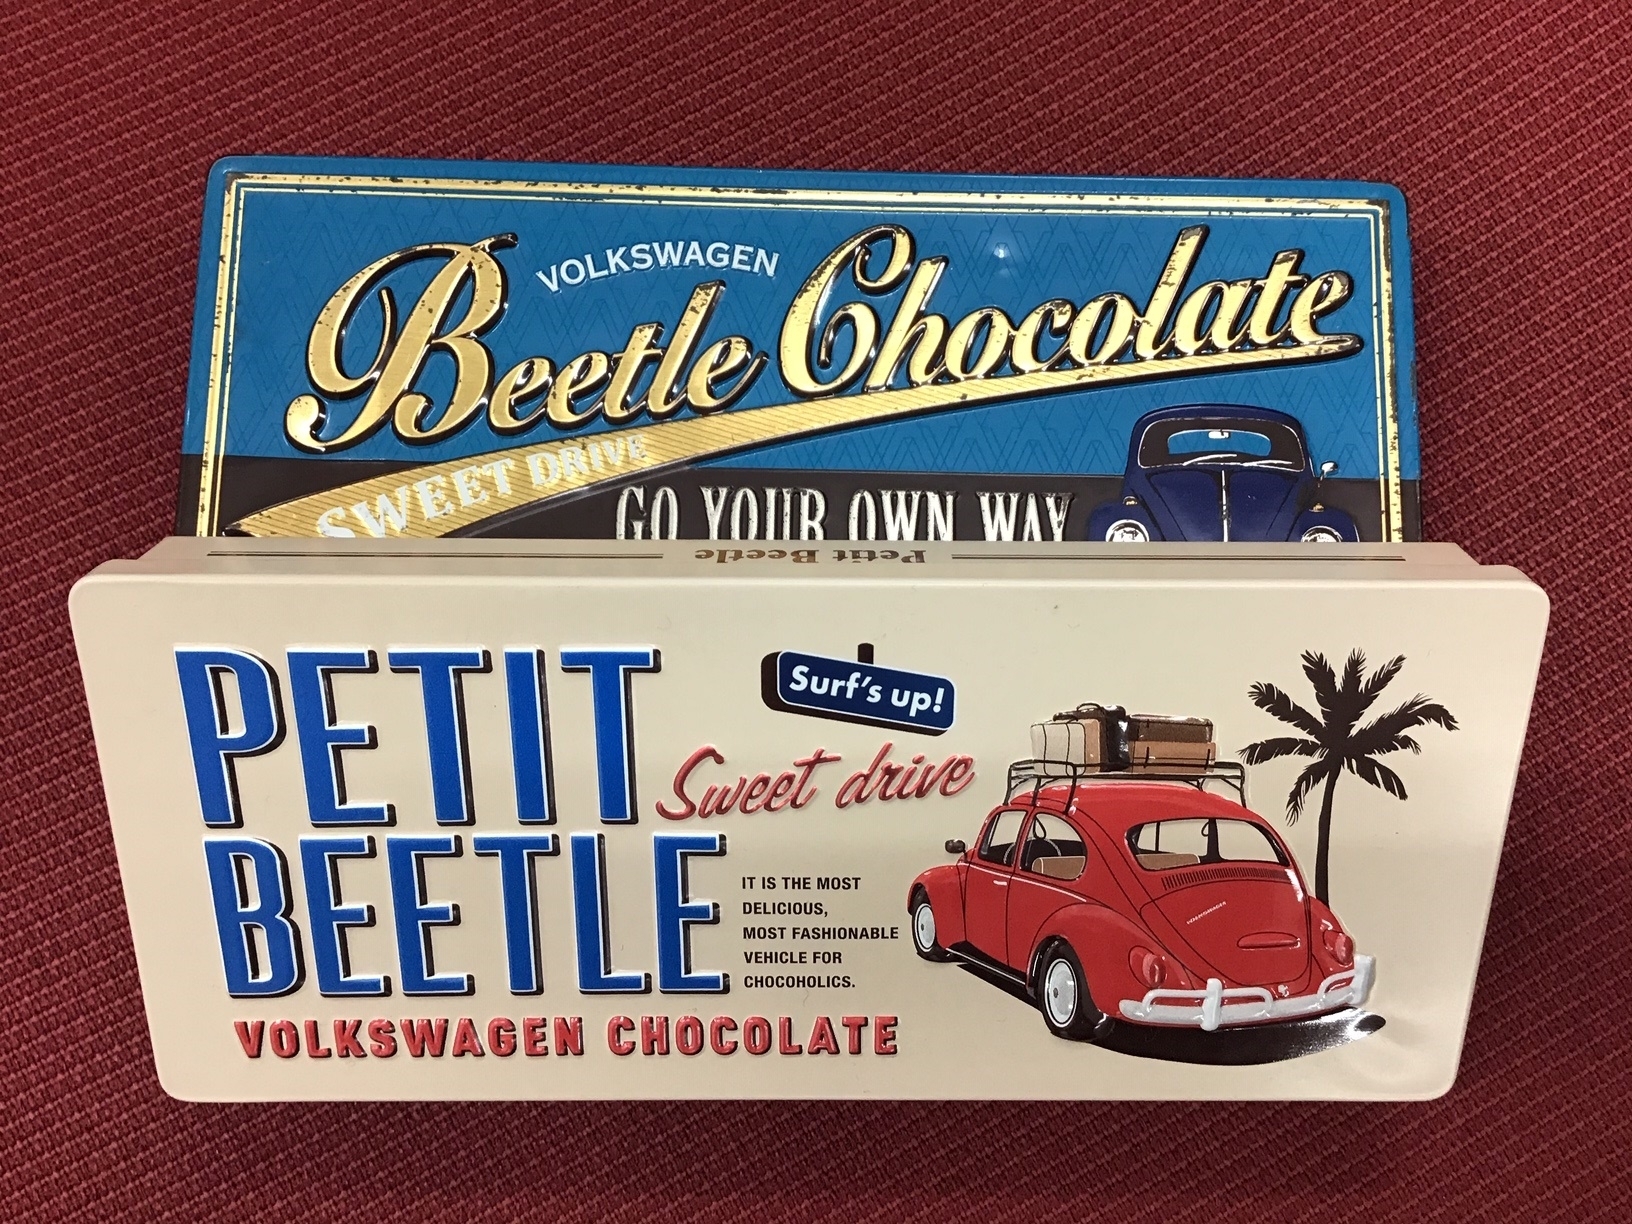 VOLKSWAGEN
Beetle Chocolate
SWEET DRIVE
GO YOUR OWN WAY
Petit Beetle
PETIT
BEETLE
Surf's up!
Sweet drive
IT IS THE MOST
DELICIOUS,
MOST FASHIONABLE
VEHICLE FOR
CHOCOHOLICS.
VOLKSWAGEN
VOLKSWAGEN CHOCOLATE